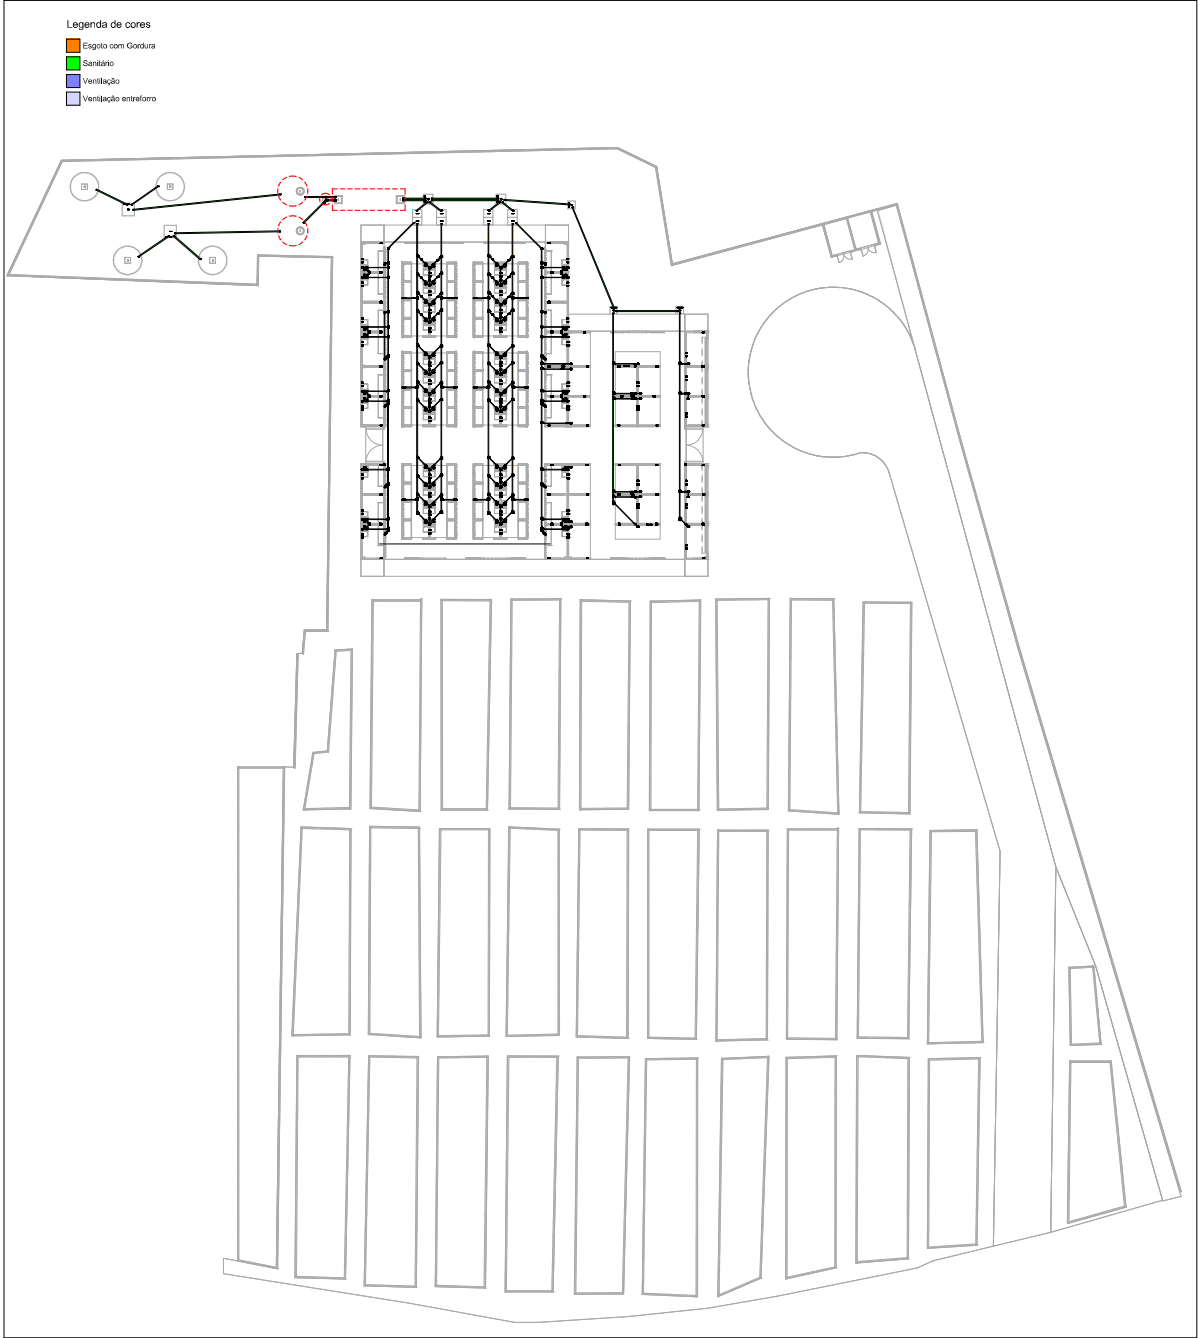 Legenda de cores
Esgoto com Gordura
Sanitário
Ventilação
Ventilação entreforro